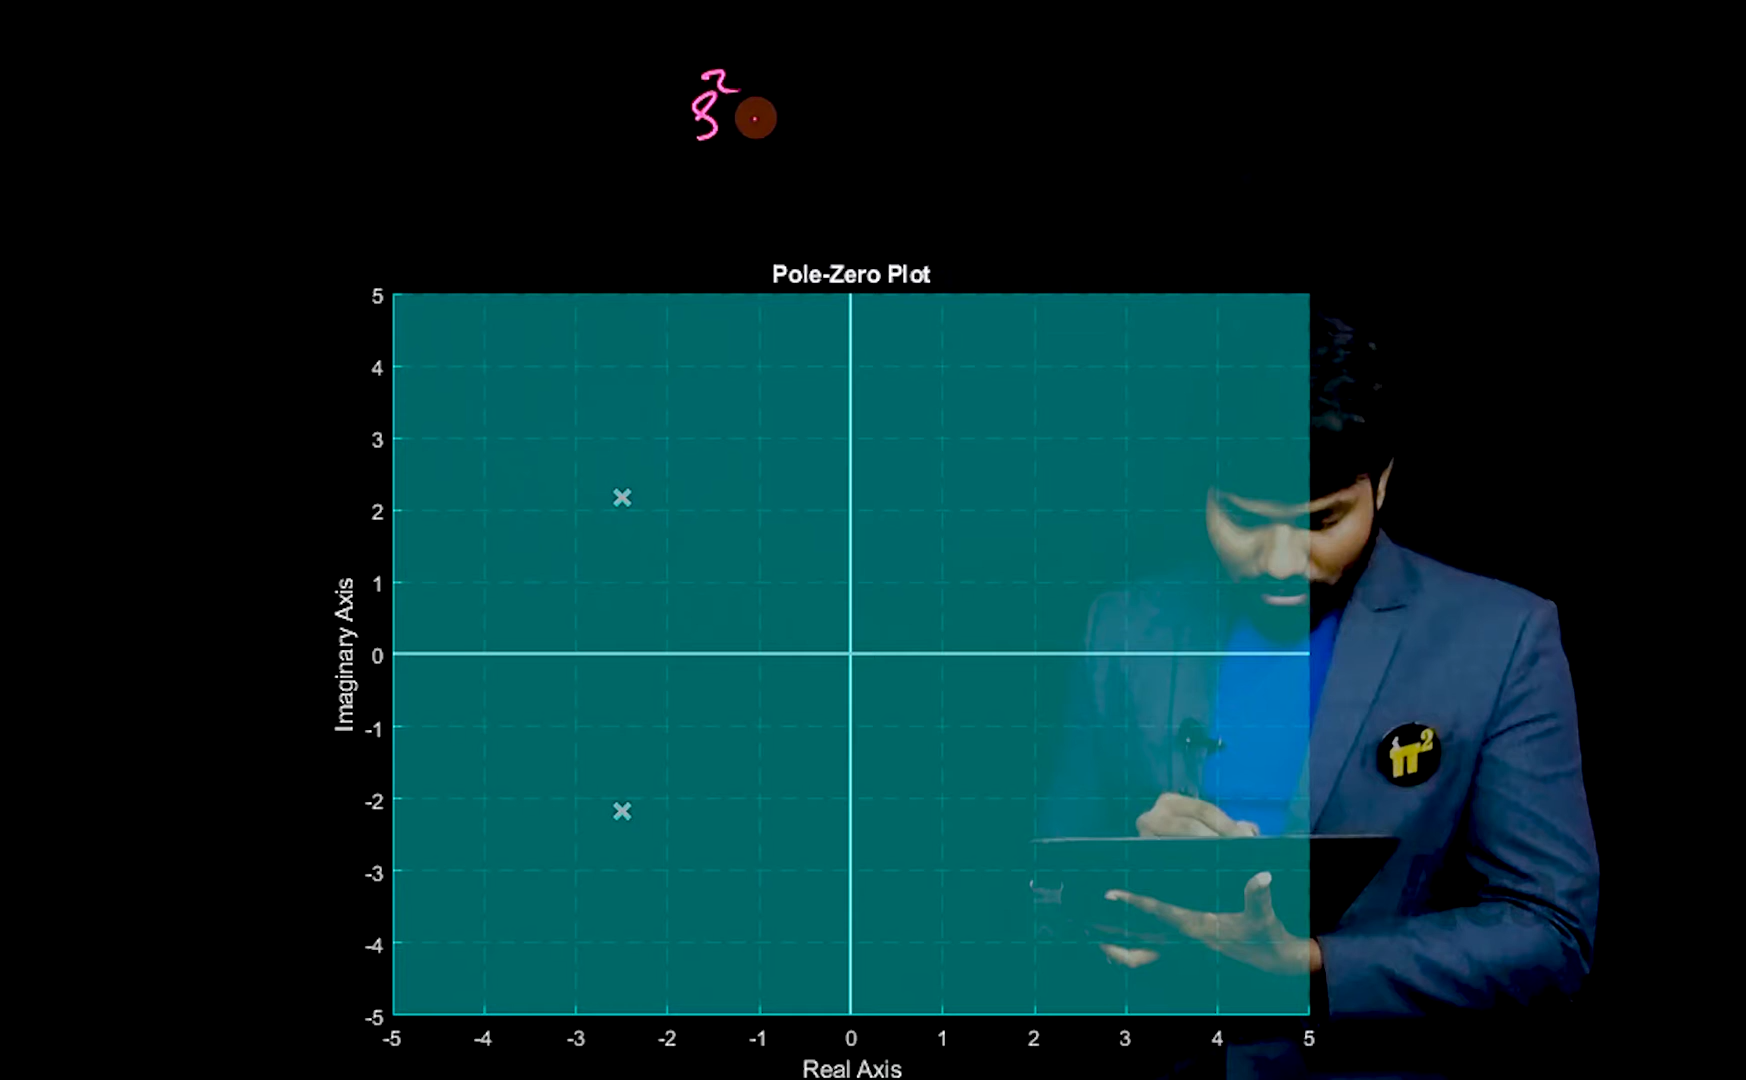 s²
Pole-Zero Plot
5
4
3
2
1
0
-1
-2
-3
-4
-5
Imaginary Axis
-5 -4 -3 -2 -1 0 1 2 3 4 5
Real Axis
π²